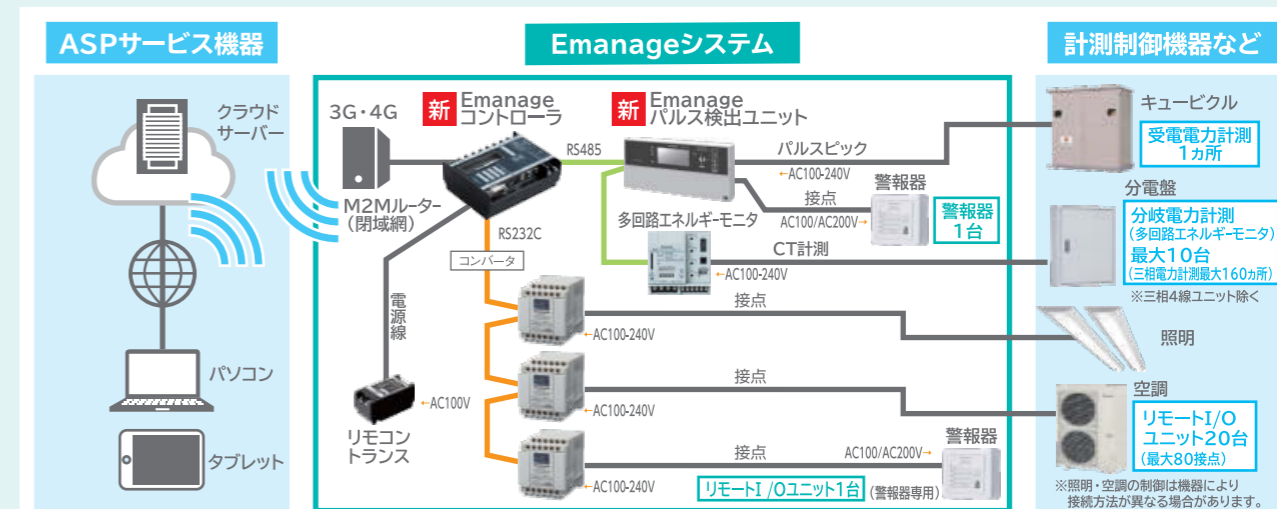 ASPサービス機器
クラウド
サーバー
パソコン
タブレット
Emanageシステム
3G・4G
M2Mルーター
(閉域網)
新 Emanage
コントローラ
RS485
新 Emanage
パルス検出ユニット
パルスピック
←AC100-240V
接点
AC100/AC200V→
警報器
警報器
1台
多回路エネルギーモニタ
CT計測
←AC100-240V
RS232C
コンバータ
電源線
←AC100V
リモコン
トランス
接点
←AC100-240V
接点
←AC100-240V
接点
←AC100-240V
AC100/AC200V→
警報器
リモートI/Oユニット1台 (警報器専用)
計測制御機器など
キュービクル
受電電力計測
1ヵ所
分電盤
分岐電力計測
(多回路エネルギーモニタ)
最大10台
(三相電力計測最大160ヵ所)
※三相4線ユニット除く
照明
空調
リモートI/O
ユニット20台
(最大80接点)
※照明・空調の制御は機器により
接続方法が異なる場合があります。